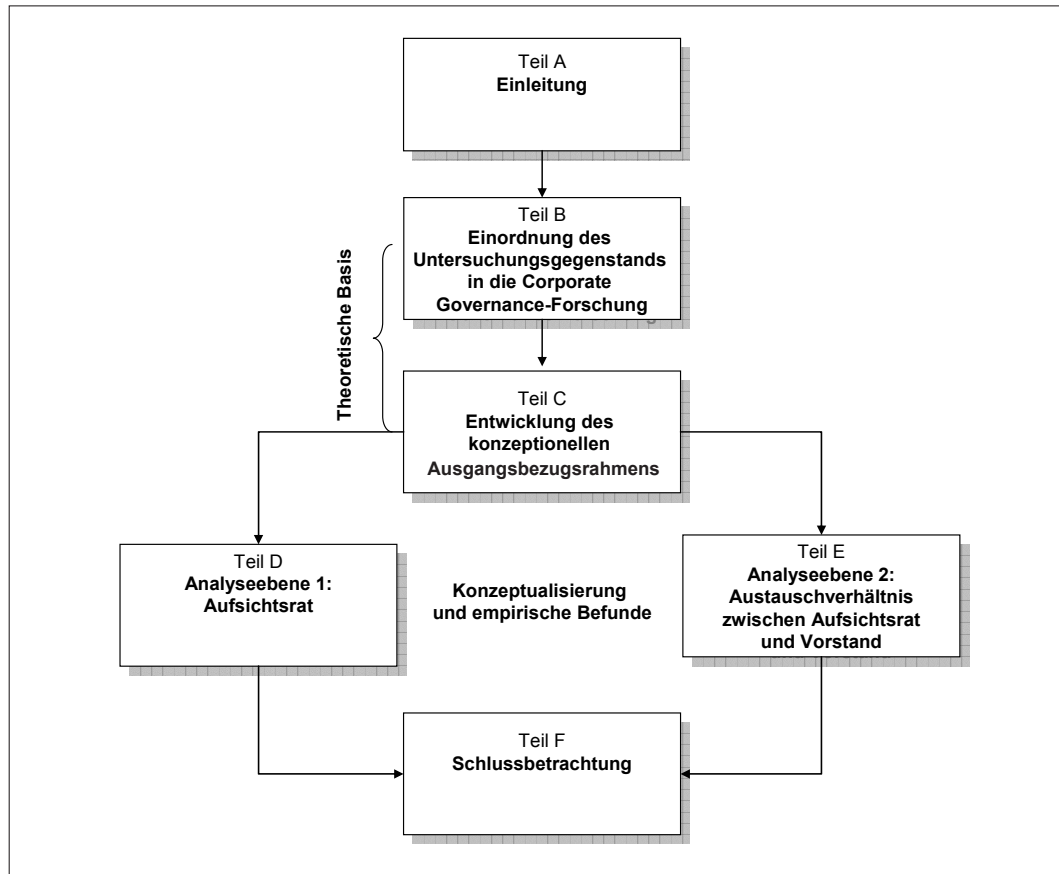 Teil A
Einleitung
Teil B
Einordnung des
Untersuchungsgegenstands
in die Corporate
Governance-Forschung
Theoretische Basis
Teil C
Entwicklung des
konzeptionellen
Ausgangsbezugsrahmens
Teil D
Analyseebene 1:
Aufsichtsrat
Konzeptualisierung
und empirische Befunde
Teil E
Analyseebene 2:
Austauschverhältnis
zwischen Aufsichtsrat
und Vorstand
Teil F
Schlussbetrachtung